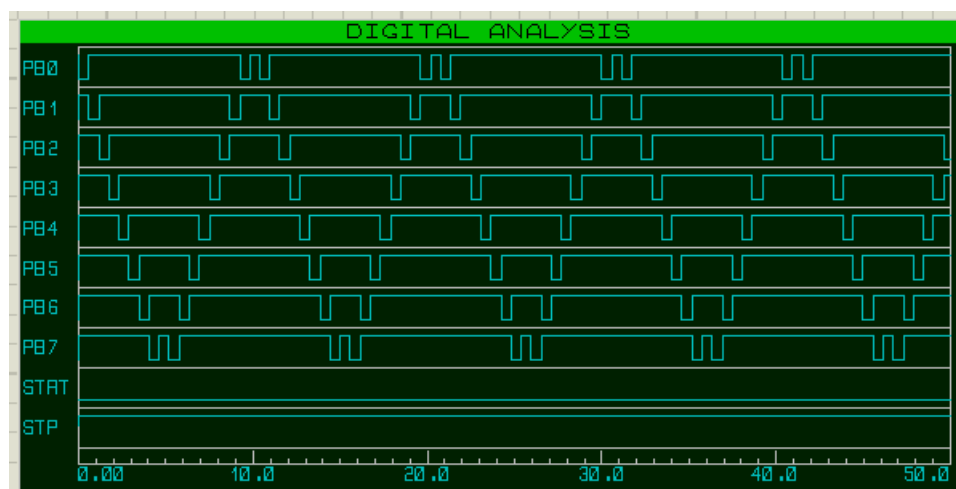 DIGITAL ANALYSIS
PB0
PB1
PB2
PB3
PB4
PB5
PB6
PB7
STAT
STP
0.00 10.0 20.0 30.0 40.0 50.0